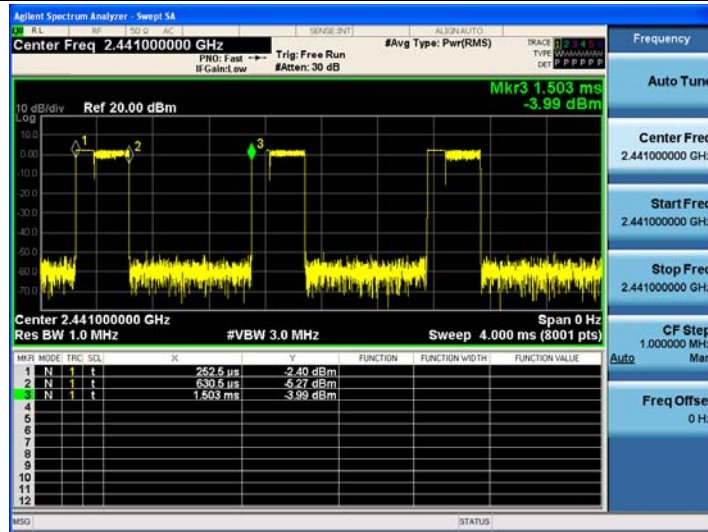 Agilent Spectrum Analyzer - Swept SA
RL RF 50 Ω AC SENSE:INT ALIGN AUTO
Center Freq 2.441000000 GHz
PNO: Fast
IFGain:Low
Trig: Free Run
#Atten: 30 dB
#Avg Type: Pwr(RMS)
TRACE 1 2 3 4 5 6
TYPE
DET P P P P P P
Mkr3 1.503 ms
-3.99 dBm
10 dB/div Ref 20.00 dBm
Log
10.0
0.00
-10.0
-20.0
-30.0
-40.0
-50.0
-60.0
-70.0
1
2
3
Center 2.441000000 GHz Span 0 Hz
Res BW 1.0 MHz #VBW 3.0 MHz Sweep 4.000 ms (8001 pts)
MKR MODE TRC SCL X Y FUNCTION FUNCTION WIDTH FUNCTION VALUE
1 N 1 t 252.5 µs -2.40 dBm
2 N 1 t 630.5 µs -5.27 dBm
3 N 1 t 1.503 ms -3.99 dBm
4
5
6
7
8
9
10
11
12
MSG STATUS
Frequency
Auto Tune
Center Freq
2.441000000 GHz
Start Freq
2.441000000 GHz
Stop Freq
2.441000000 GHz
CF Step
1.000000 MHz
Auto Man
Freq Offset
0 Hz